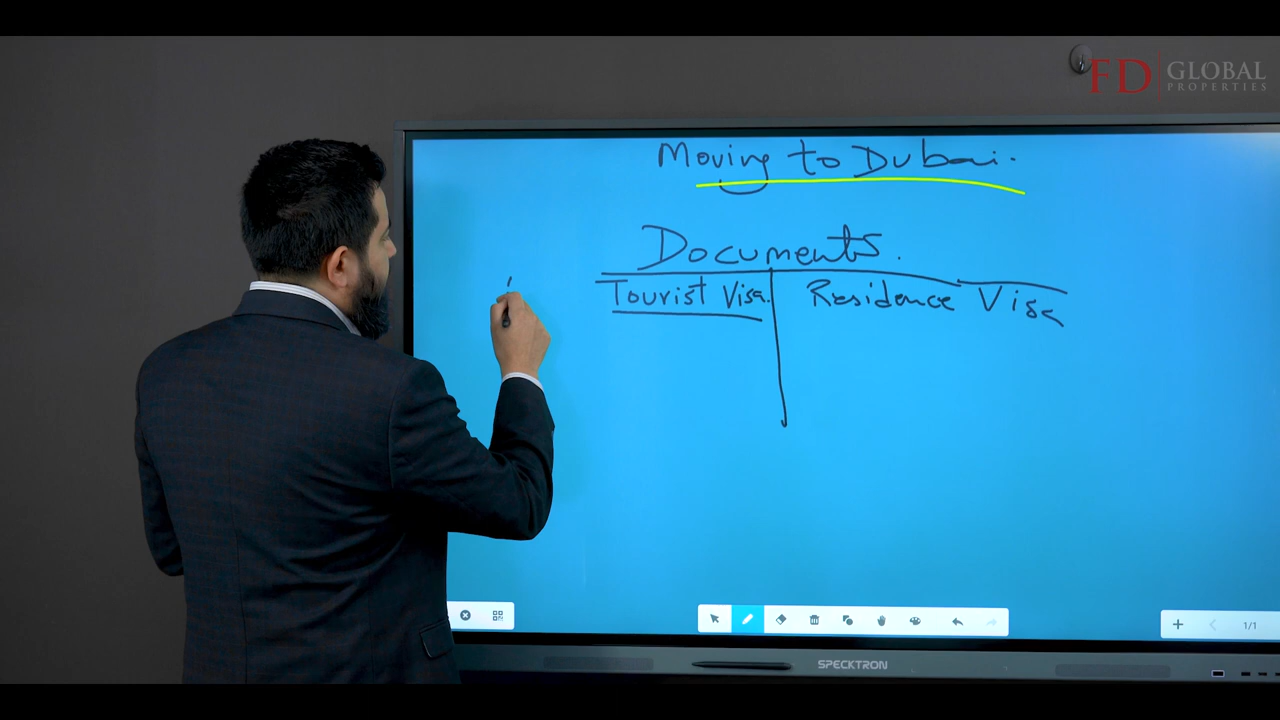 FD GLOBAL
PROPERTIES
Moving to Dubai.
Documents.
Tourist Visa. Residence Visa
1/1
SPECKTRON